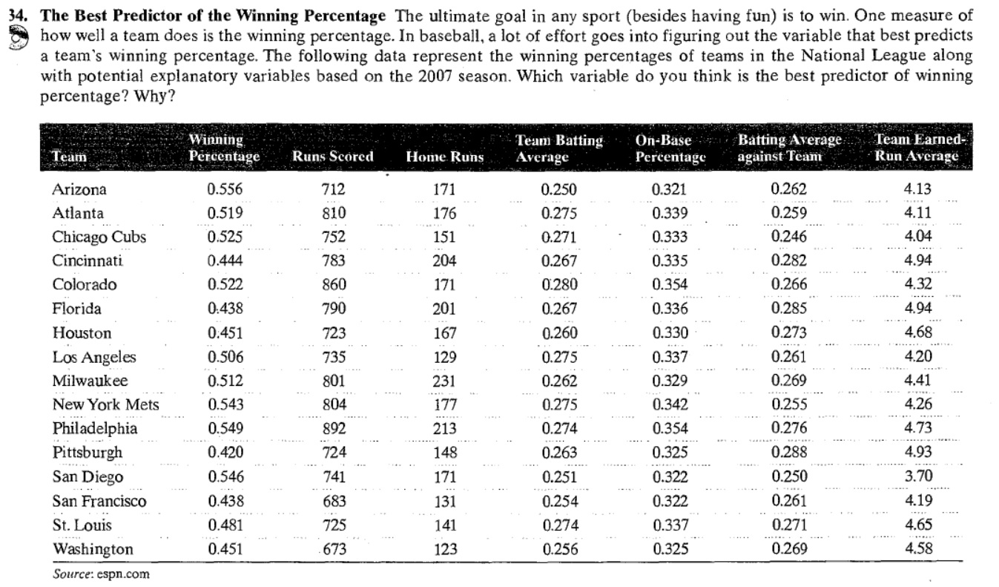 34. The Best Predictor of the Winning Percentage The ultimate goal in any sport (besides having fun) is to win. One measure of
how well a team does is the winning percentage. In baseball, a lot of effort goes into figuring out the variable that best predicts
a team's winning percentage. The following data represent the winning percentages of teams in the National League along
with potential explanatory variables based on the 2007 season. Which variable do you think is the best predictor of winning
percentage? Why?
Team Winning Percentage Runs Scored Home Runs Team Batting Average On-Base Percentage Batting Average against Team Team Earned-Run Average
Arizona 0.556 712 171 0.250 0.321 0.262 4.13
Atlanta 0.519 810 176 0.275 0.339 0.259 4.11
Chicago Cubs 0.525 752 151 0.271 0.333 0.246 4.04
Cincinnati 0.444 783 204 0.267 0.335 0.282 4.94
Colorado 0.522 860 171 0.280 0.354 0.266 4.32
Florida 0.438 790 201 0.267 0.336 0.285 4.94
Houston 0.451 723 167 0.260 0.330 0.273 4.68
Los Angeles 0.506 735 129 0.275 0.337 0.261 4.20
Milwaukee 0.512 801 231 0.262 0.329 0.269 4.41
New York Mets 0.543 804 177 0.275 0.342 0.255 4.26
Philadelphia 0.549 892 213 0.274 0.354 0.276 4.73
Pittsburgh 0.420 724 148 0.263 0.325 0.288 4.93
San Diego 0.546 741 171 0.251 0.322 0.250 3.70
San Francisco 0.438 683 131 0.254 0.322 0.261 4.19
St. Louis 0.481 725 141 0.274 0.337 0.271 4.65
Washington 0.451 673 123 0.256 0.325 0.269 4.58
Source: espn.com